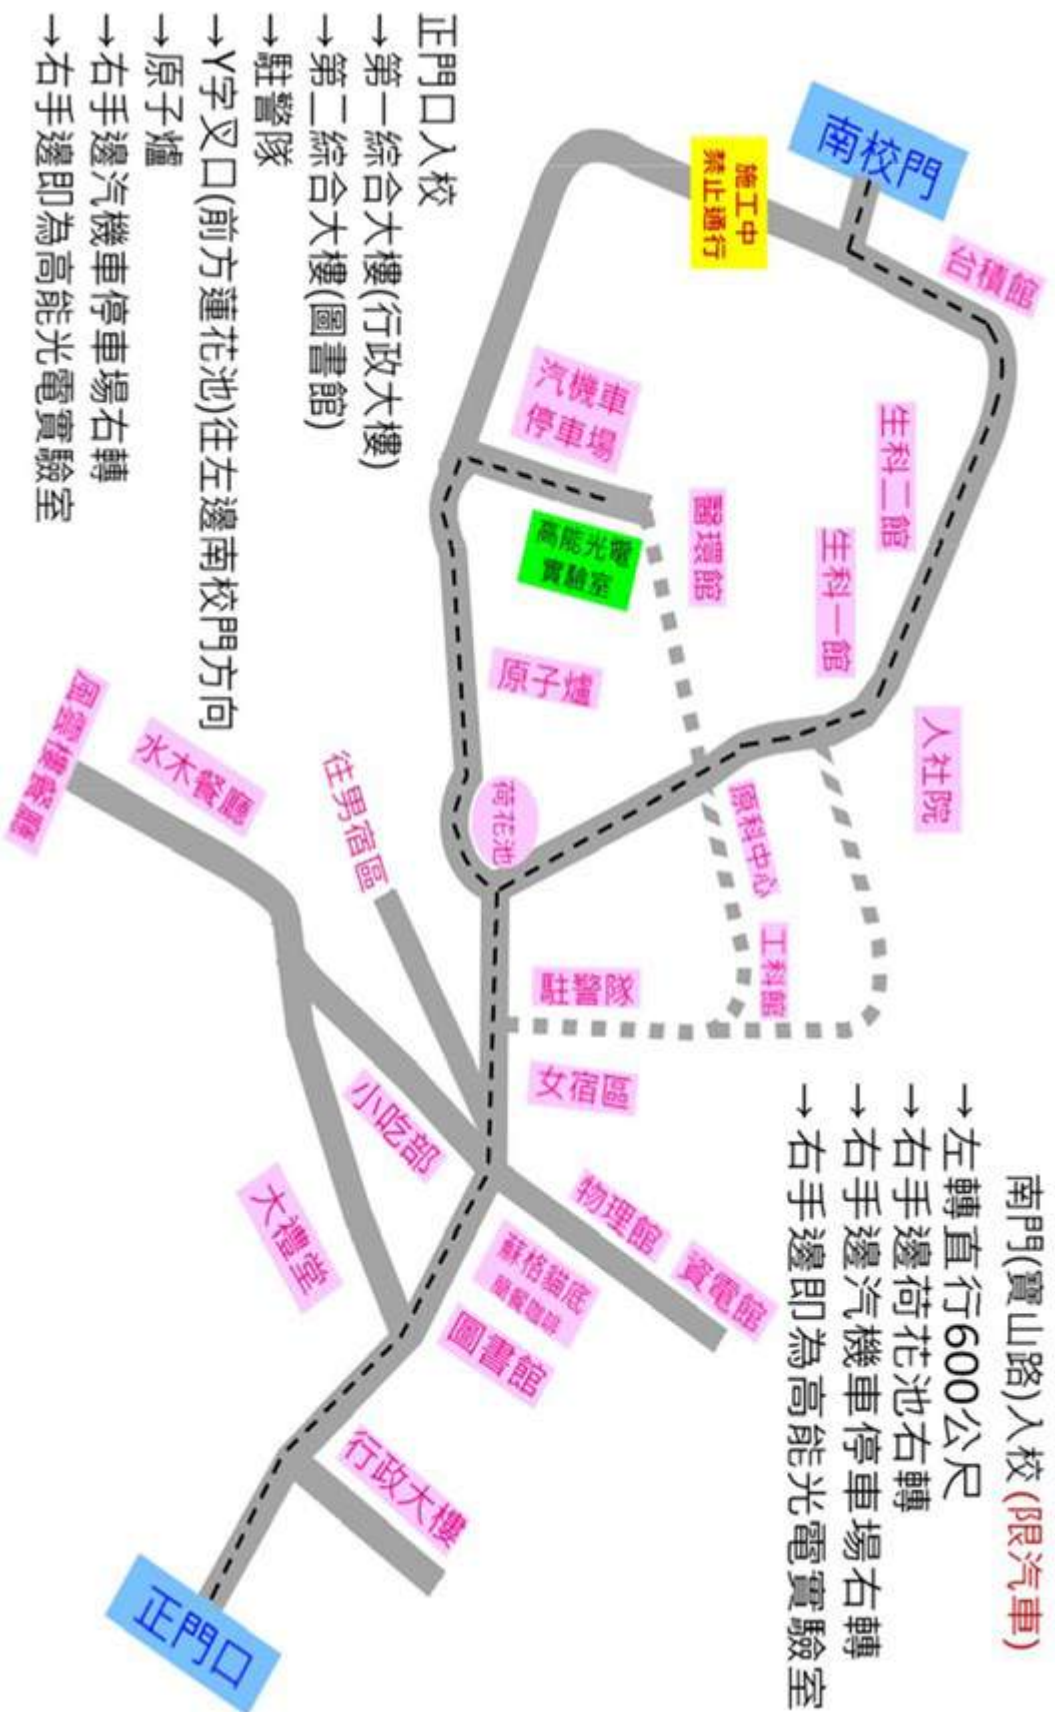 南門(寶山路)入校 (限汽車)
→左轉直行600公尺
→右手邊荷花池右轉
→右手邊汽機車停車場右轉
→右手邊即為高能光電實驗室
南校門
台積館
施工中
禁止通行
生科二館
生科一館
人社院
汽機車
停車場
醫環館
高能光電
實驗室
原子爐
原科中心
工科館
荷花池
駐警隊
女宿區
物理館
資電館
蘇格貓底
簡餐咖啡
圖書館
行政大樓
正門口
往男宿區
小吃部
大禮堂
水木餐廳
風雲樓餐廳
正門口入校
→第一綜合大樓(行政大樓)
→第二綜合大樓(圖書館)
→駐警隊
→Y字叉口(前方蓮花池)往左邊南校門方向
→原子爐
→右手邊汽機車停車場右轉
→右手邊即為高能光電實驗室